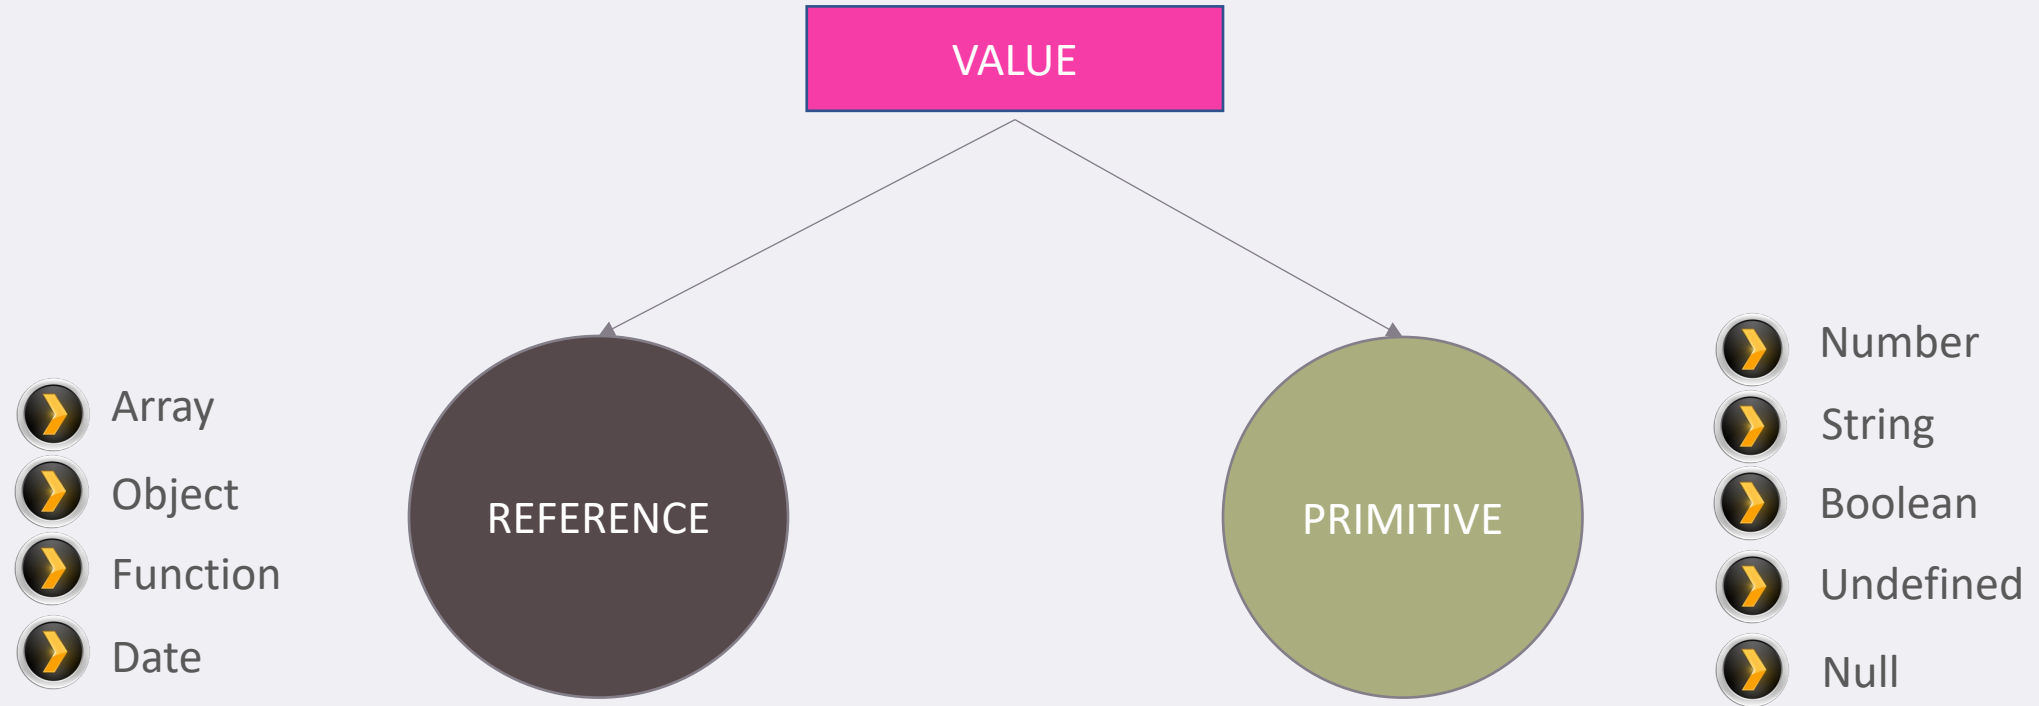 VALUE
REFERENCE
Array
Object
Function
Date
PRIMITIVE
Number
String
Boolean
Undefined
Null